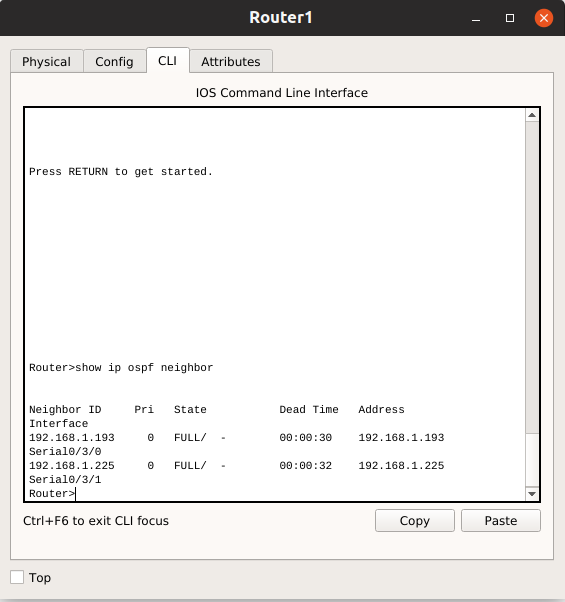 Router1
Physical Config CLI Attributes
IOS Command Line Interface
Press RETURN to get started.
Router>show ip ospf neighbor
Neighbor ID     Pri   State           Dead Time   Address
Interface
192.168.1.193     0   FULL/  -        00:00:30    192.168.1.193
Serial0/3/0
192.168.1.225     0   FULL/  -        00:00:32    192.168.1.225
Serial0/3/1
Router>
Ctrl+F6 to exit CLI focus Copy Paste
Top